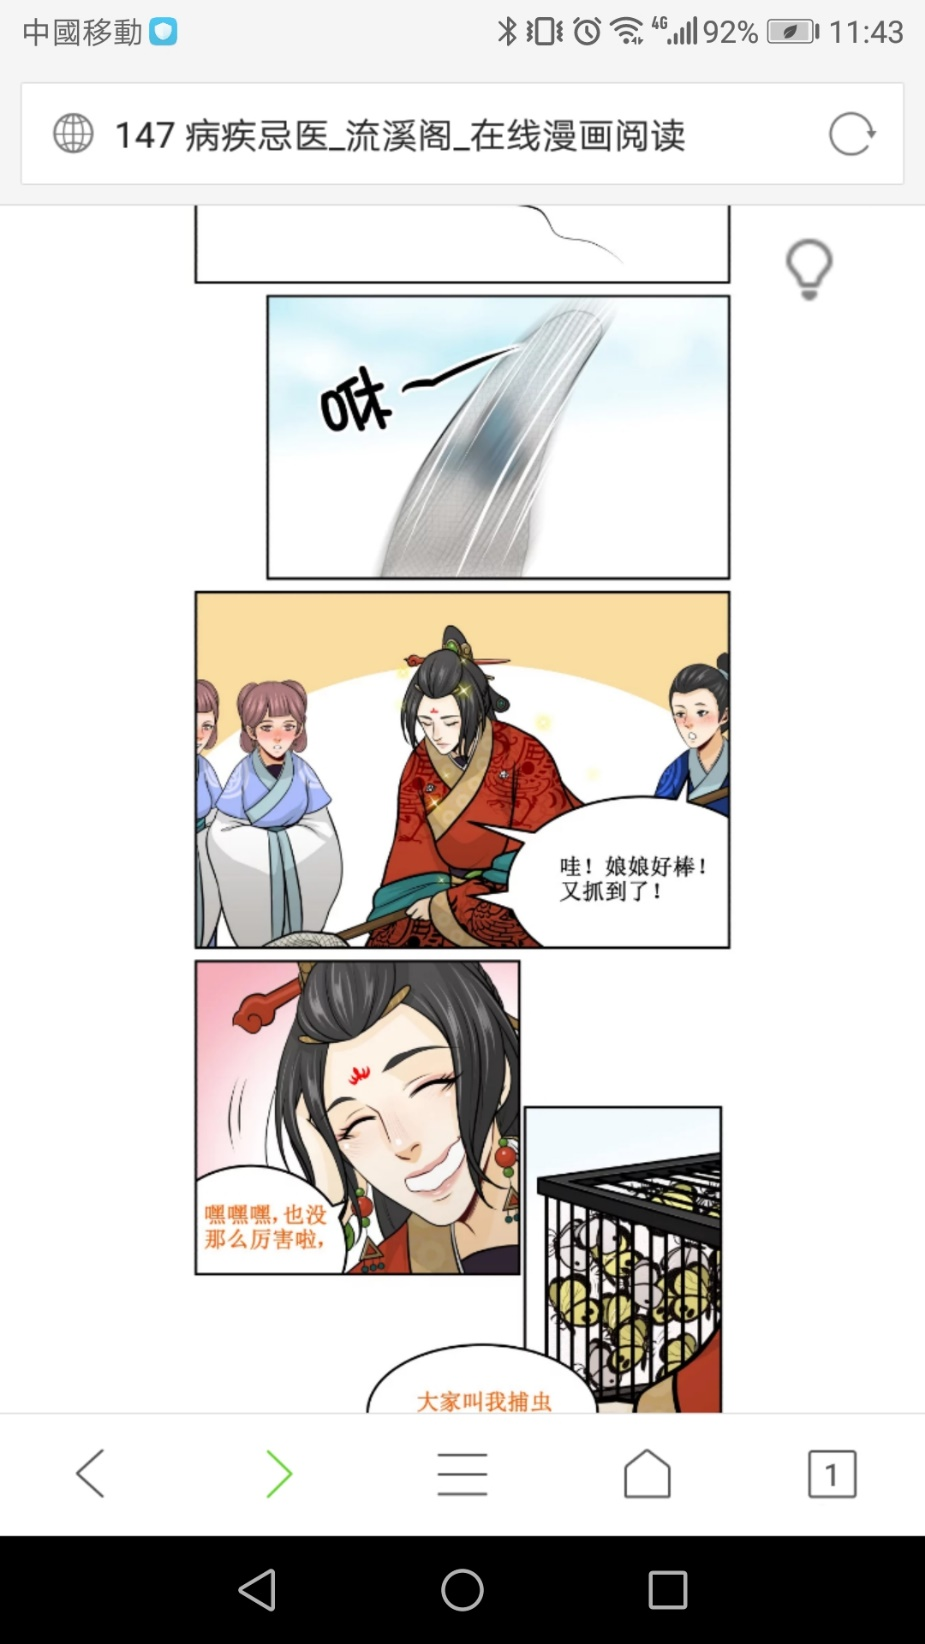 中國移動
4G
92%
11:43
147 病疾忌医_流溪阁_在线漫画阅读
咻
哇！娘娘好棒！
又抓到了！
嘿嘿嘿，也没
那么厉害啦，
大家叫我捕虫
1